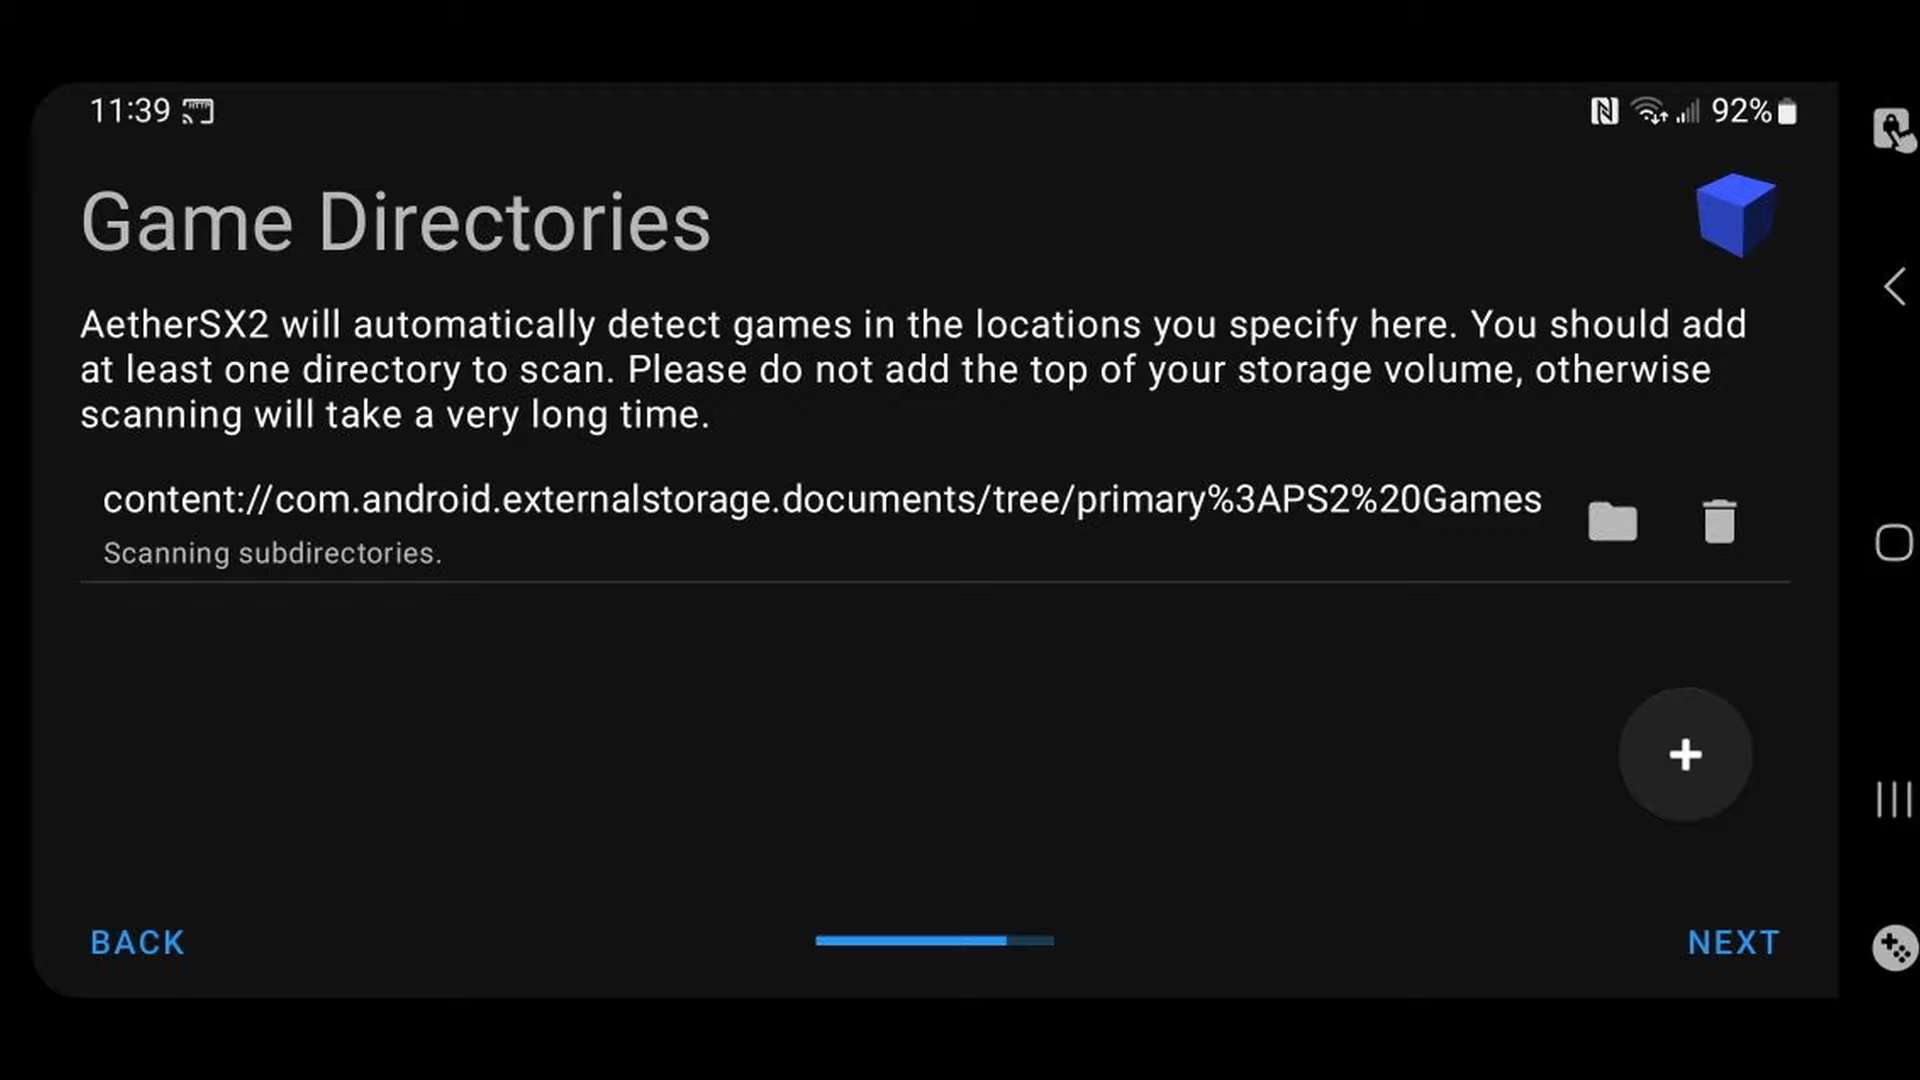 11:39
92%
Game Directories
AetherSX2 will automatically detect games in the locations you specify here. You should add
at least one directory to scan. Please do not add the top of your storage volume, otherwise
scanning will take a very long time.
content://com.android.externalstorage.documents/tree/primary%3APS2%20Games
Scanning subdirectories.
BACK
NEXT